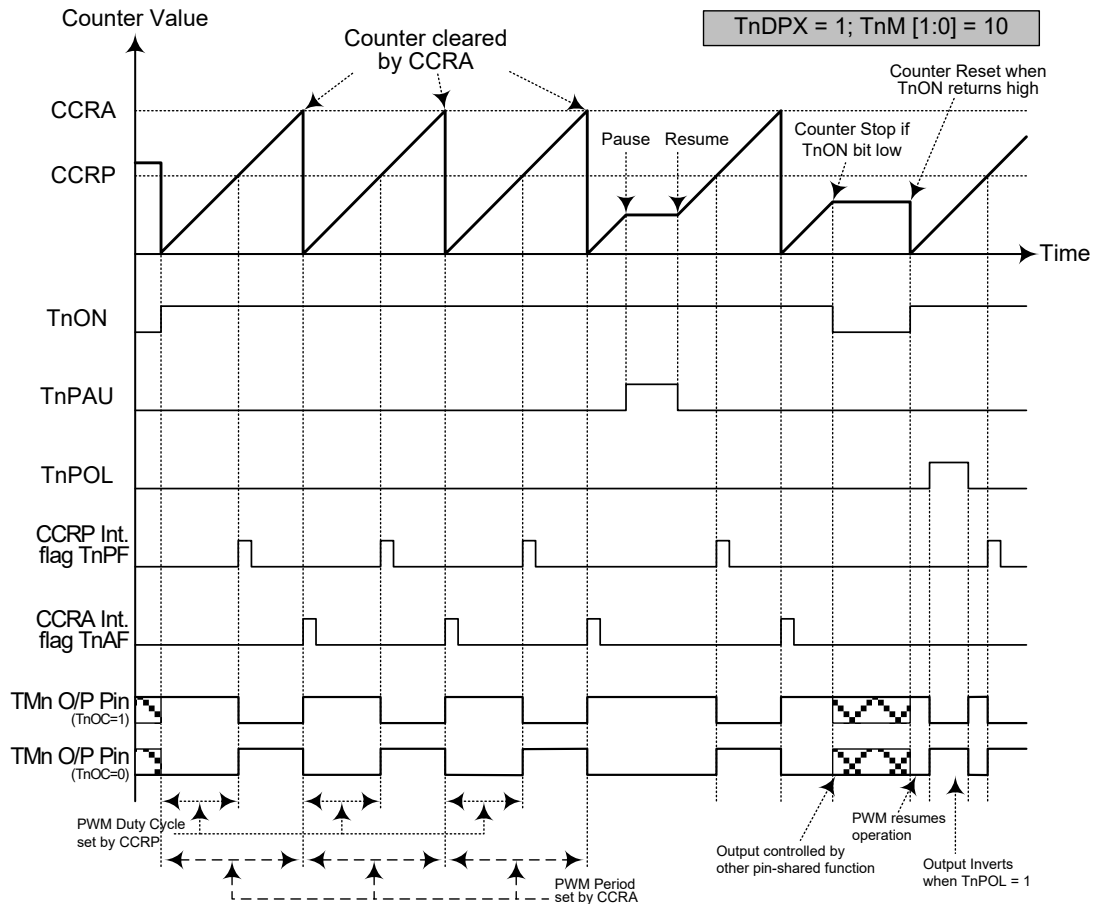 Counter Value
TnDPX = 1; TnM [1:0] = 10
Counter cleared
by CCRA
Counter Reset when
TnON returns high
CCRA
Pause
Resume
Counter Stop if
TnON bit low
CCRP
Time
TnON
TnPAU
TnPOL
CCRP Int.
flag TnPF
CCRA Int.
flag TnAF
TMn O/P Pin
(TnOC=1)
TMn O/P Pin
(TnOC=0)
PWM Duty Cycle
set by CCRP
PWM resumes
operation
Output controlled by
other pin-shared function
Output Inverts
when TnPOL = 1
PWM Period
set by CCRA